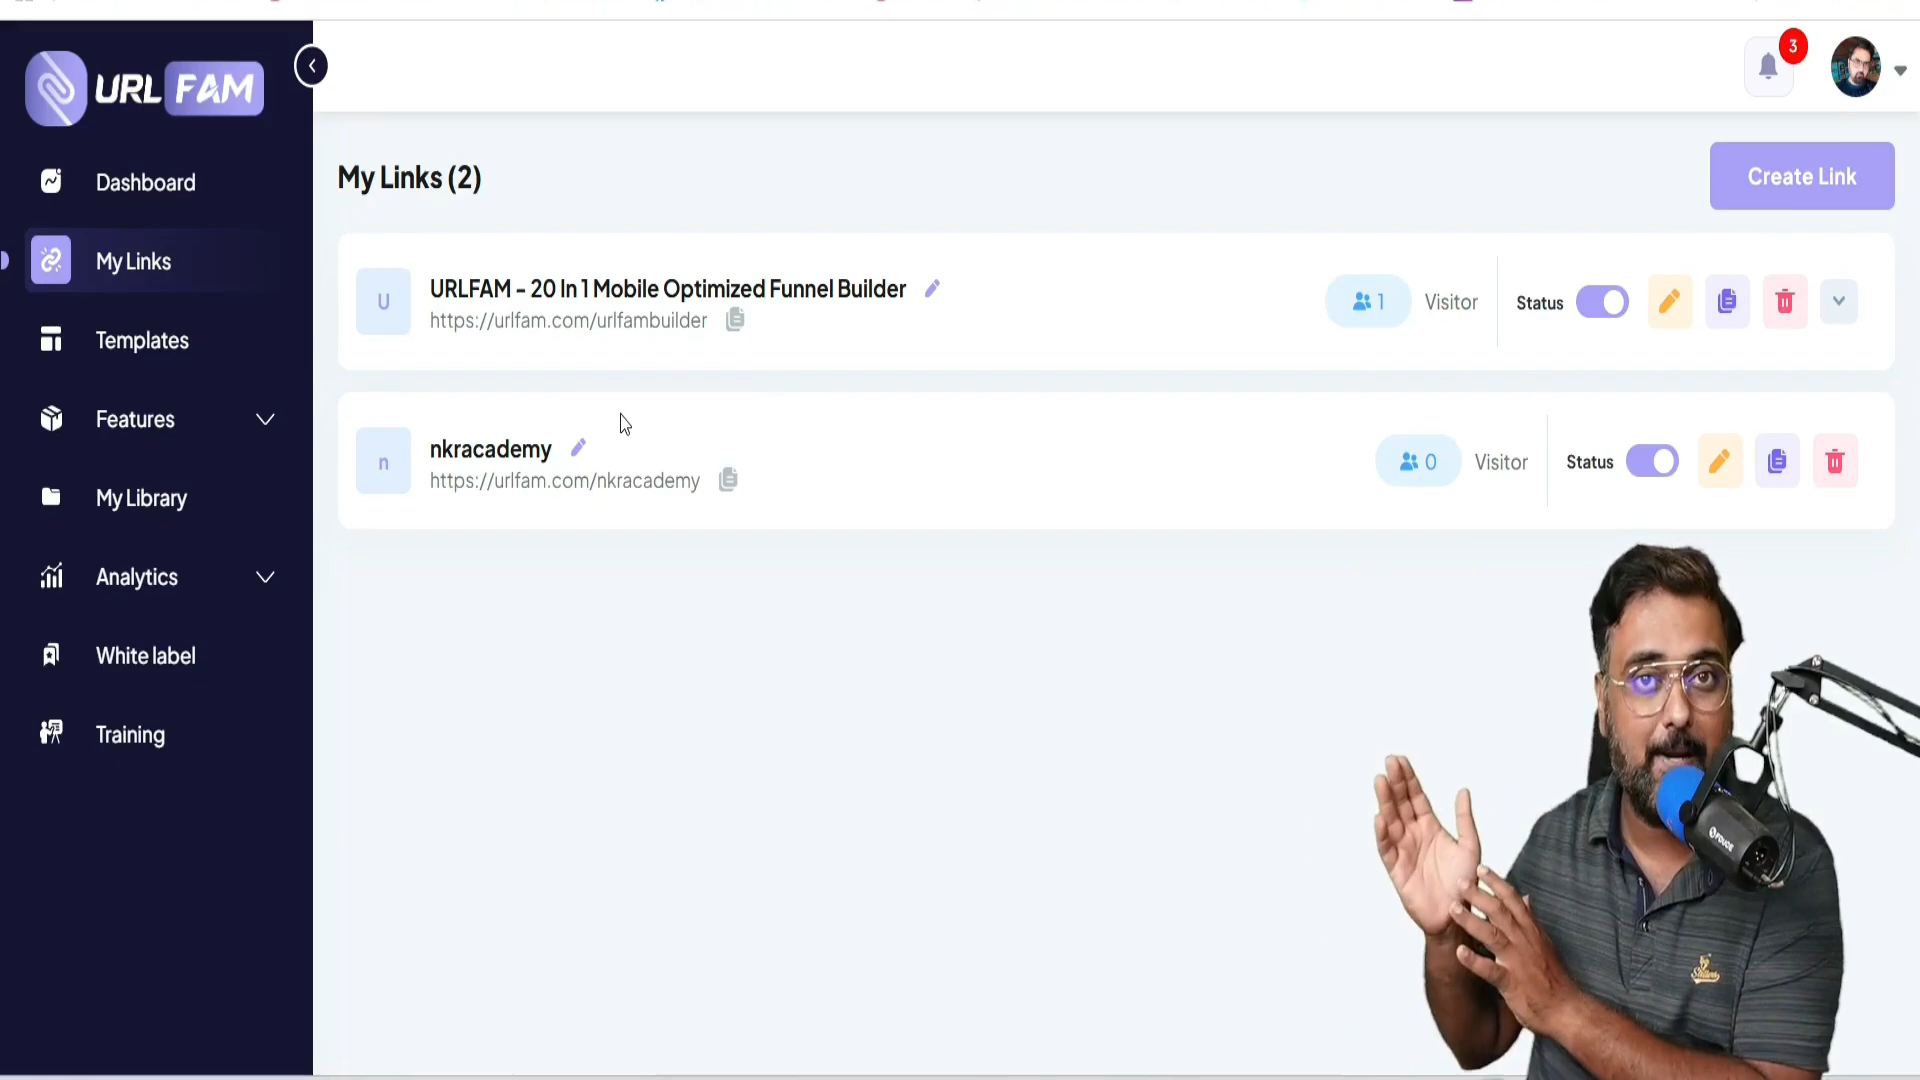 URL FAM
3
Dashboard
My Links
Templates
Features
My Library
Analytics
White label
Training
My Links (2)
Create Link
U
URLFAM - 20 In 1 Mobile Optimized Funnel Builder
https://urlfam.com/urlfambuilder
1
Visitor
Status
n
nkracademy
https://urlfam.com/nkracademy
0
Visitor
Status
FDUCE